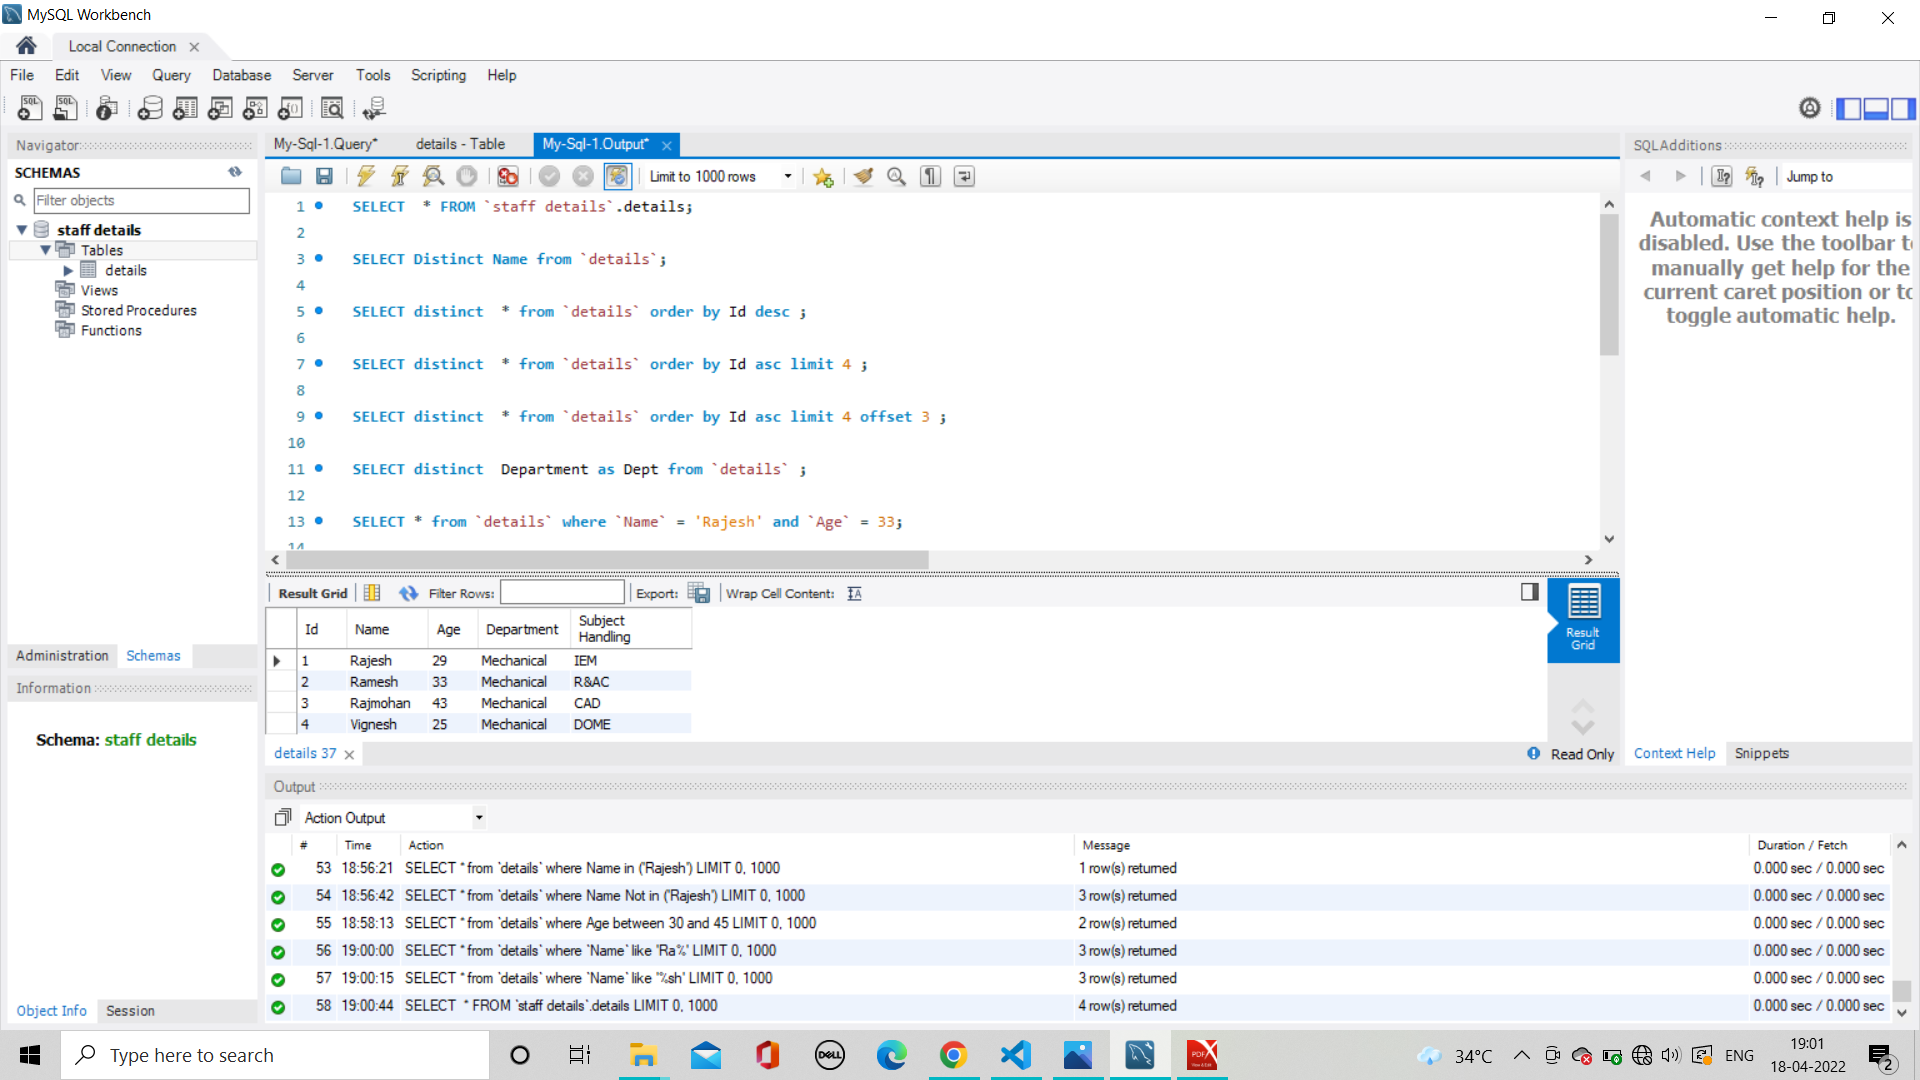 MySQL Workbench
Local Connection
File Edit View Query Database Server Tools Scripting Help
Navigator
SCHEMAS
Filter objects
staff details
Tables
details
Views
Stored Procedures
Functions
Administration Schemas
Information
Schema: staff details
Object Info Session
My-Sql-1.Query* details - Table My-Sql-1.Output*
Limit to 1000 rows
1 SELECT * FROM `staff details`.details;
2
3 SELECT Distinct Name from `details`;
4
5 SELECT distinct * from `details` order by Id desc ;
6
7 SELECT distinct * from `details` order by Id asc limit 4 ;
8
9 SELECT distinct * from `details` order by Id asc limit 4 offset 3 ;
10
11 SELECT distinct Department as Dept from `details` ;
12
13 SELECT * from `details` where `Name` = 'Rajesh' and `Age` = 33;
14
Result Grid Filter Rows: Export: Wrap Cell Content:
Id Name Age Department Subject Handling
1 Rajesh 29 Mechanical IEM
2 Ramesh 33 Mechanical R&AC
3 Rajmohan 43 Mechanical CAD
4 Vignesh 25 Mechanical DOME
Result
Grid
details 37
Read Only
SQLAdditions
Jump to
Automatic context help is
disabled. Use the toolbar to
manually get help for the
current caret position or to
toggle automatic help.
Context Help Snippets
Output
Action Output
# Time Action Message Duration / Fetch
53 18:56:21 SELECT * from `details` where Name in ('Rajesh') LIMIT 0, 1000 1 row(s) returned 0.000 sec / 0.000 sec
54 18:56:42 SELECT * from `details` where Name Not in ('Rajesh') LIMIT 0, 1000 3 row(s) returned 0.000 sec / 0.000 sec
55 18:58:13 SELECT * from `details` where Age between 30 and 45 LIMIT 0, 1000 2 row(s) returned 0.000 sec / 0.000 sec
56 19:00:00 SELECT * from `details` where `Name` like 'Ra%' LIMIT 0, 1000 3 row(s) returned 0.000 sec / 0.000 sec
57 19:00:15 SELECT * from `details` where `Name` like '%sh' LIMIT 0, 1000 3 row(s) returned 0.000 sec / 0.000 sec
58 19:00:44 SELECT * FROM `staff details`.details LIMIT 0, 1000 4 row(s) returned 0.000 sec / 0.000 sec
Type here to search
DELL
PDF X
34°C
ENG
19:01
18-04-2022
2